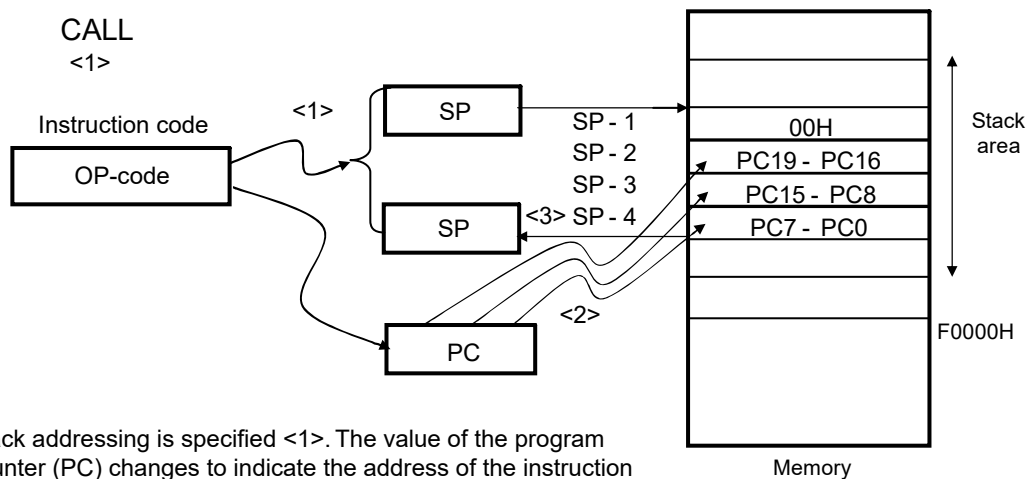 CALL
<1>
Instruction code
OP-code
<1>
SP
SP - 1
SP - 2
SP - 3
SP - 4
SP
<3>
<2>
PC
00H
PC19 - PC16
PC15 - PC8
PC7 - PC0
Stack
area
F0000H
Memory
ack addressing is specified <1>. The value of the program
unter (PC) changes to indicate the address of the instruction